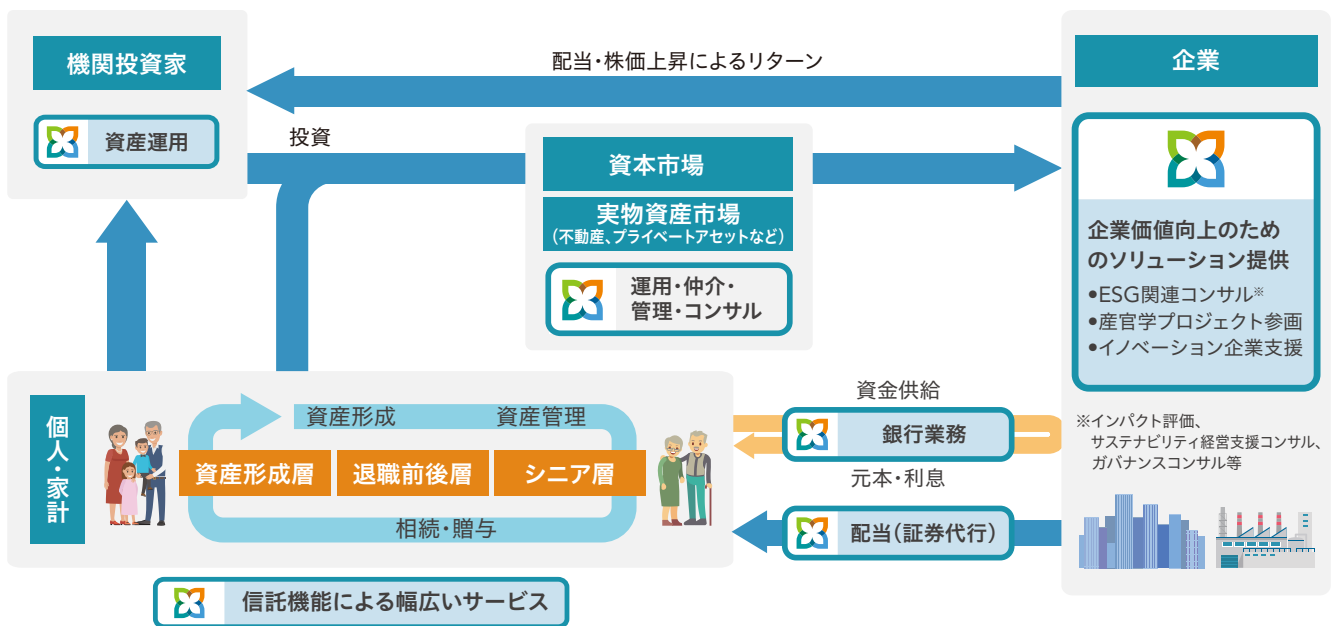 機関投資家
資産運用
配当・株価上昇によるリターン
投資
資本市場
実物資産市場
(不動産、プライベートアセットなど)
運用・仲介・
管理・コンサル
企業
企業価値向上のため
のソリューション提供
●ESG関連コンサル※
●産官学プロジェクト参画
●イノベーション企業支援
※インパクト評価、
サステナビリティ経営支援コンサル、
ガバナンスコンサル等
個人・家計
資産形成
資産管理
資産形成層
退職前後層
シニア層
相続・贈与
資金供給
銀行業務
元本・利息
配当(証券代行)
信託機能による幅広いサービス